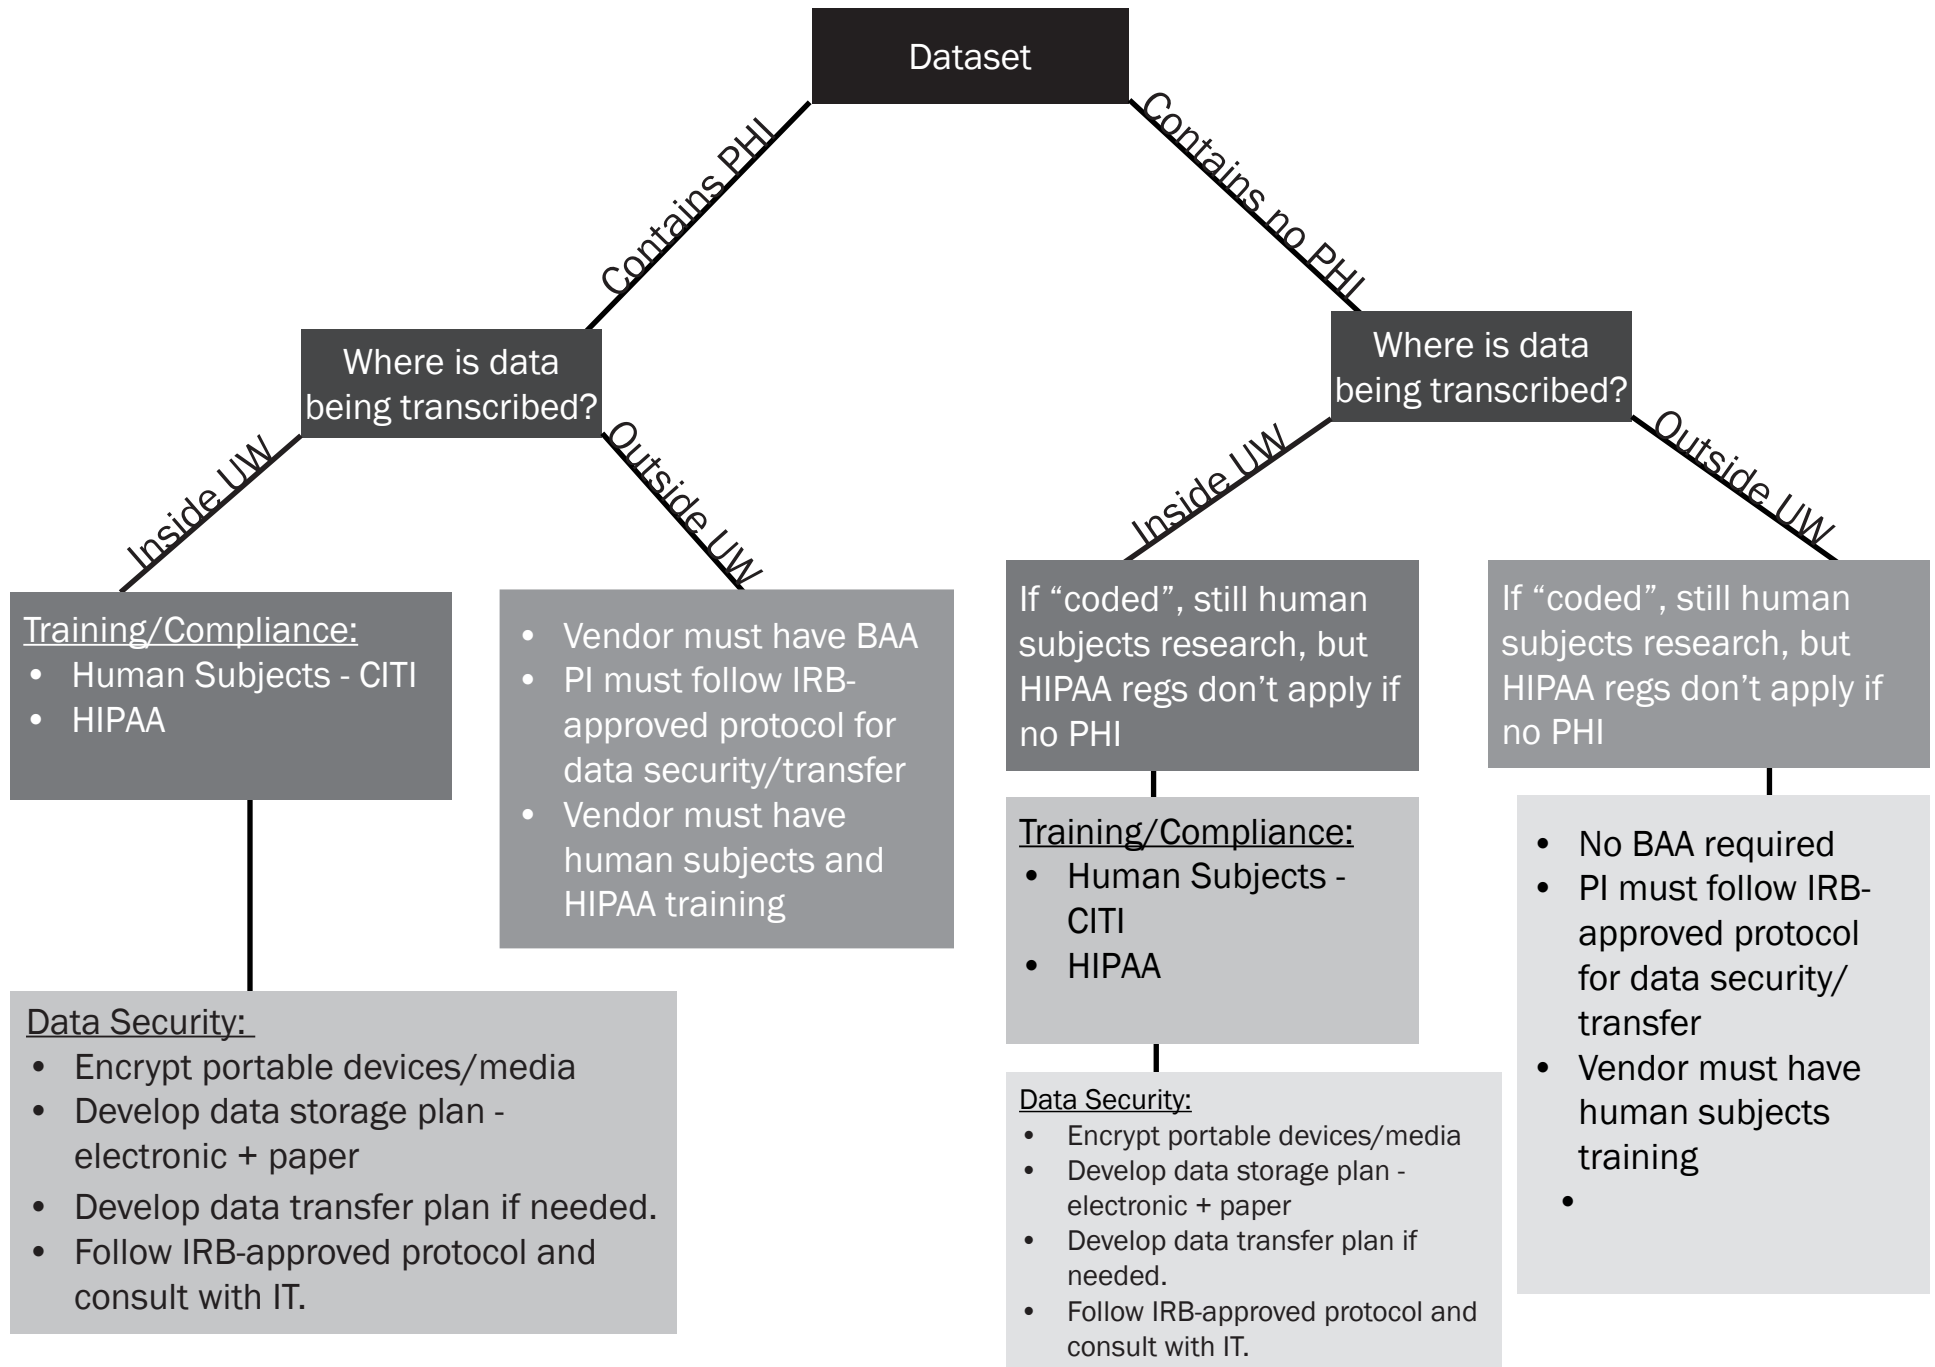 Dataset
Contains PHI
Contains no PHI
Where is data
being transcribed?
Inside UW
Outside UW
Training/Compliance:
• Human Subjects - CITI
• HIPAA
Data Security:
• Encrypt portable devices/media
• Develop data storage plan -
electronic + paper
• Develop data transfer plan if needed.
• Follow IRB-approved protocol and
consult with IT.
• Vendor must have BAA
• PI must follow IRB-
approved protocol for
data security/transfer
• Vendor must have
human subjects and
HIPAA training
Where is data
being transcribed?
Inside UW
Outside UW
If “coded”, still human
subjects research, but
HIPAA regs don’t apply if
no PHI
Training/Compliance:
• Human Subjects -
CITI
• HIPAA
Data Security:
• Encrypt portable devices/media
• Develop data storage plan -
electronic + paper
• Develop data transfer plan if
needed.
• Follow IRB-approved protocol and
consult with IT.
If “coded”, still human
subjects research, but
HIPAA regs don’t apply if
no PHI
• No BAA required
• PI must follow IRB-
approved protocol
for data security/
transfer
• Vendor must have
human subjects
training
•